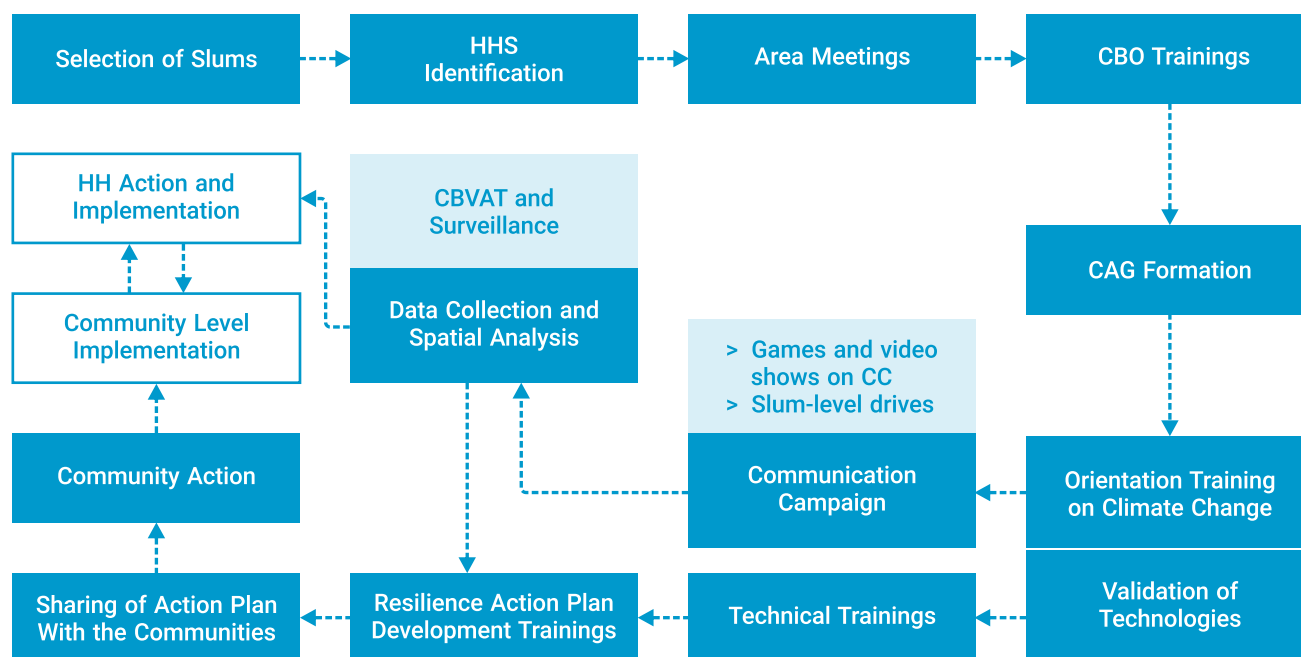 Selection of Slums
HHS
Identification
Area Meetings
CBO Trainings
HH Action and
Implementation
CBVAT and
Surveillance
CAG Formation
Community Level
Implementation
Data Collection and
Spatial Analysis
> Games and video
shows on CC
> Slum-level drives
Community Action
Communication
Campaign
Orientation Training
on Climate Change
Sharing of Action Plan
With the Communities
Resilience Action Plan
Development Trainings
Technical Trainings
Validation of
Technologies